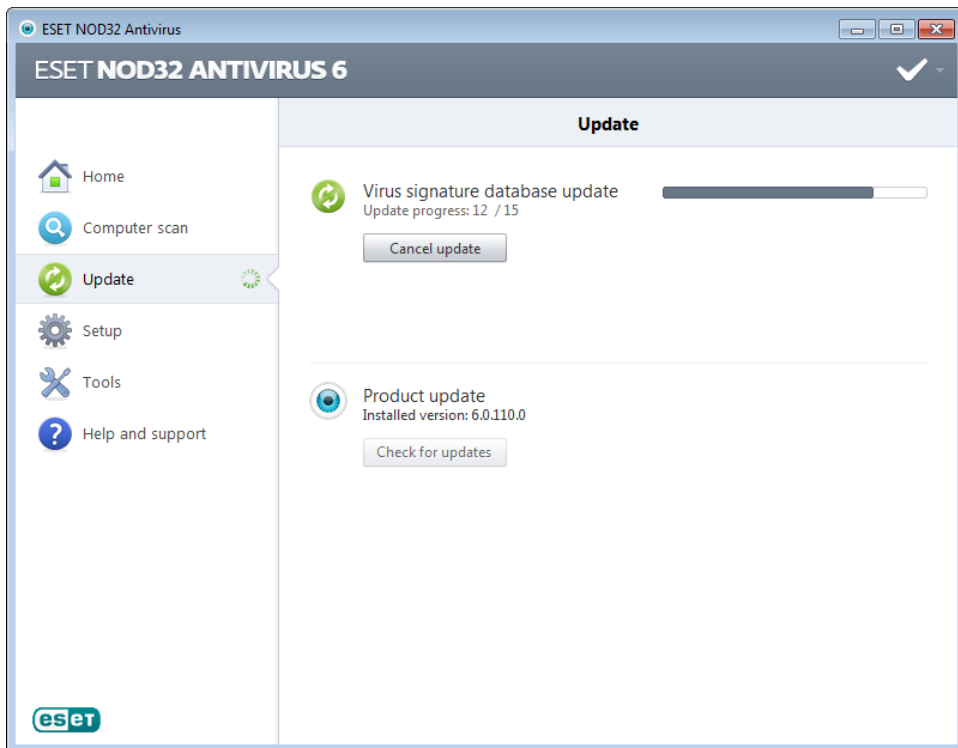 ESET NOD32 Antivirus
ESET NOD32 ANTIVIRUS 6
Update
Home
Computer scan
Update
Setup
Tools
Help and support
Virus signature database update
Update progress: 12 / 15
Cancel update
Product update
Installed version: 6.0.110.0
Check for updates
?
eseT